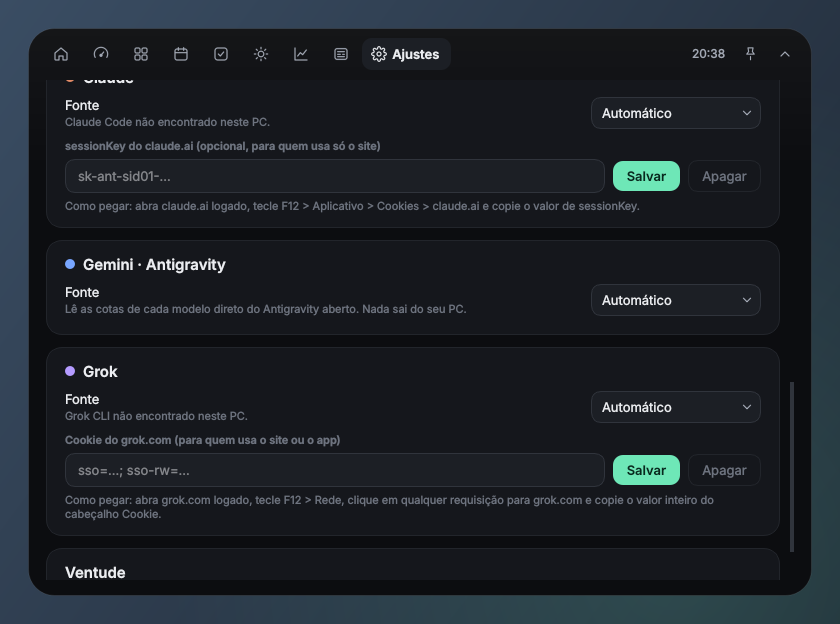 Ajustes
20:38
Claude
Fonte
Claude Code não encontrado neste PC.
Automático
sessionKey do claude.ai (opcional, para quem usa só o site)
sk-ant-sid01-...
Salvar
Apagar
Como pegar: abra claude.ai logado, tecle F12 > Aplicativo > Cookies > claude.ai e copie o valor de sessionKey.
Gemini · Antigravity
Fonte
Lê as cotas de cada modelo direto do Antigravity aberto. Nada sai do seu PC.
Automático
Grok
Fonte
Grok CLI não encontrado neste PC.
Automático
Cookie do grok.com (para quem usa o site ou o app)
sso=...; sso-rw=...
Salvar
Apagar
Como pegar: abra grok.com logado, tecle F12 > Rede, clique em qualquer requisição para grok.com e copie o valor inteiro do
cabeçalho Cookie.
Ventude